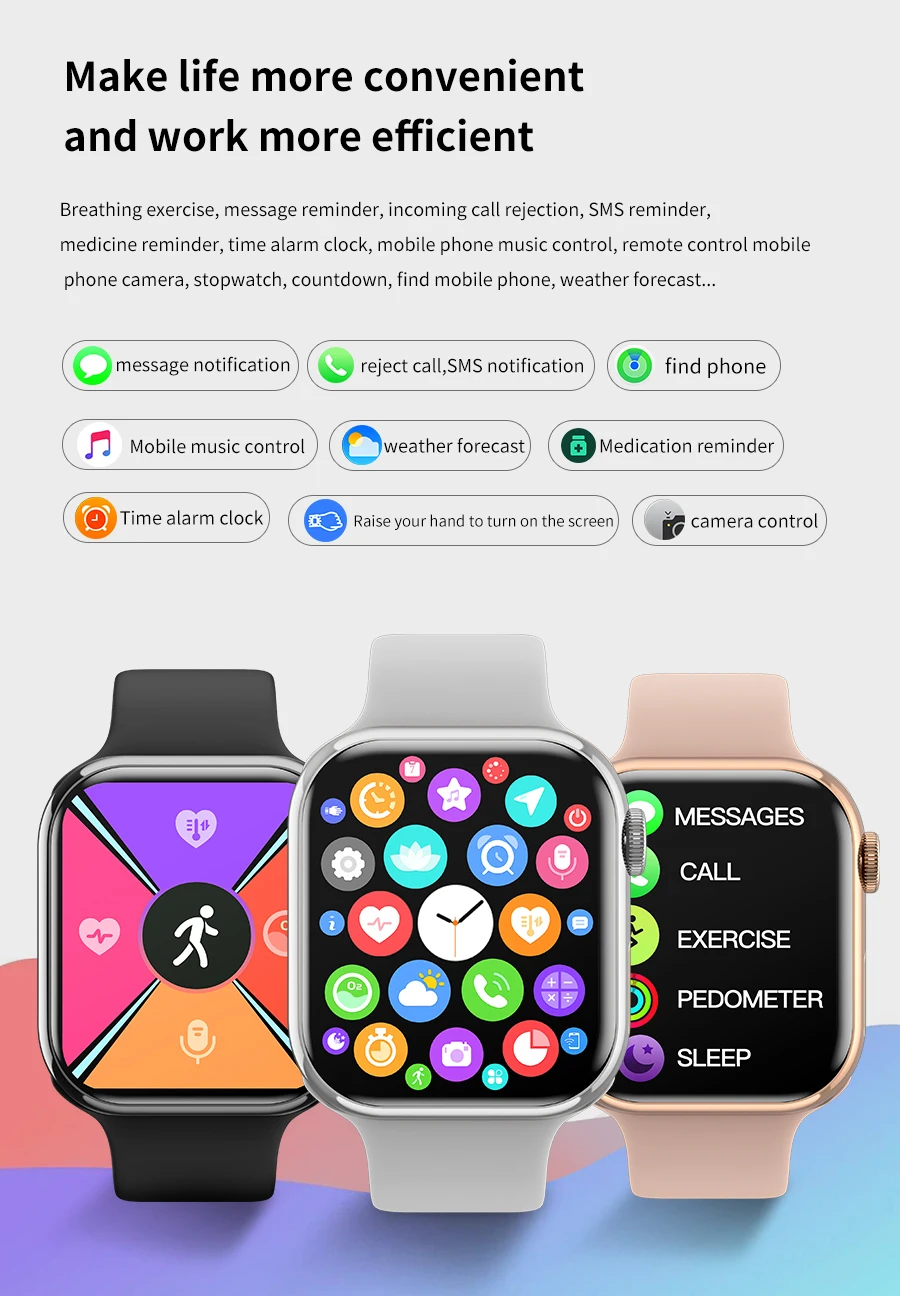 Make life more convenient
and work more efficient
Breathing exercise, message reminder, incoming call rejection, SMS reminder,
medicine reminder, time alarm clock, mobile phone music control, remote control mobile
phone camera, stopwatch, countdown, find mobile phone, weather forecast...
message notification
reject call,SMS notification
find phone
Mobile music control
weather forecast
Medication reminder
Time alarm clock
Raise your hand to turn on the screen
camera control
7
O2
MESSAGES
CALL
EXERCISE
PEDOMETER
SLEEP